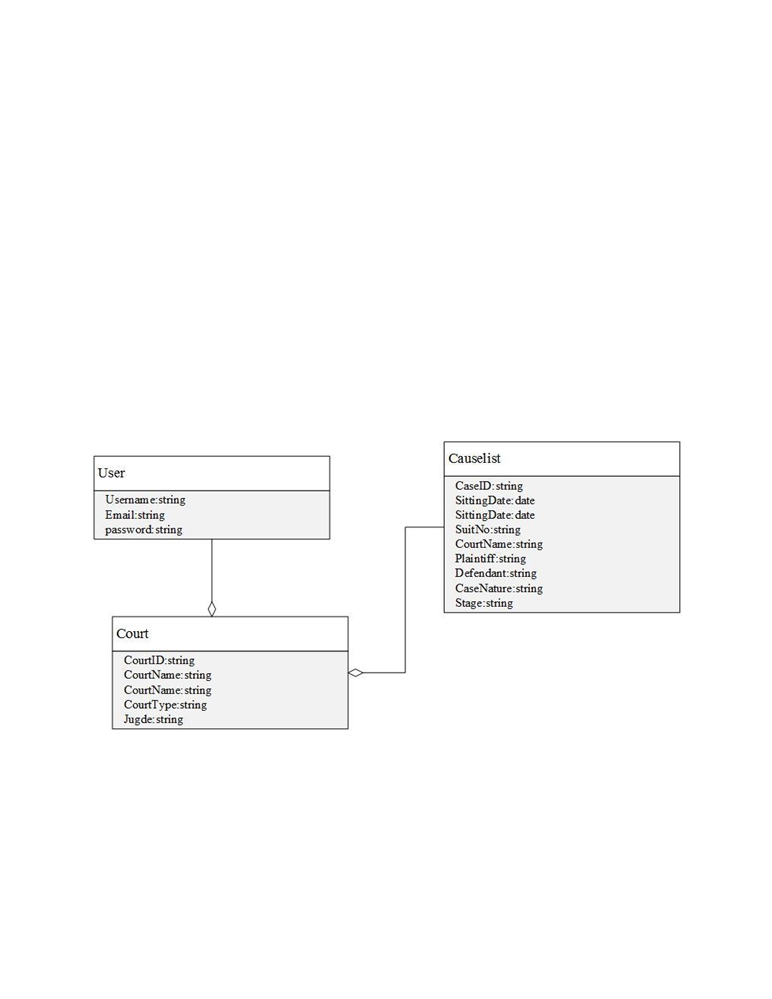 User
Username:string
Email:string
password:string
Court
CourtID:string
CourtName:string
CourtName:string
CourtType:string
Jugde:string
Causelist
CaseID:string
SittingDate:date
SittingDate:date
SuitNo:string
CourtName:string
Plaintiff:string
Defendant:string
CaseNature:string
Stage:string